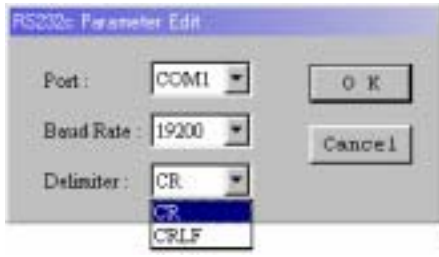 RS232c Parameter Edit
Port : COM1 O K
Baud Rate : 19200 Cancel
Delimiter : CR
CR
CRLF